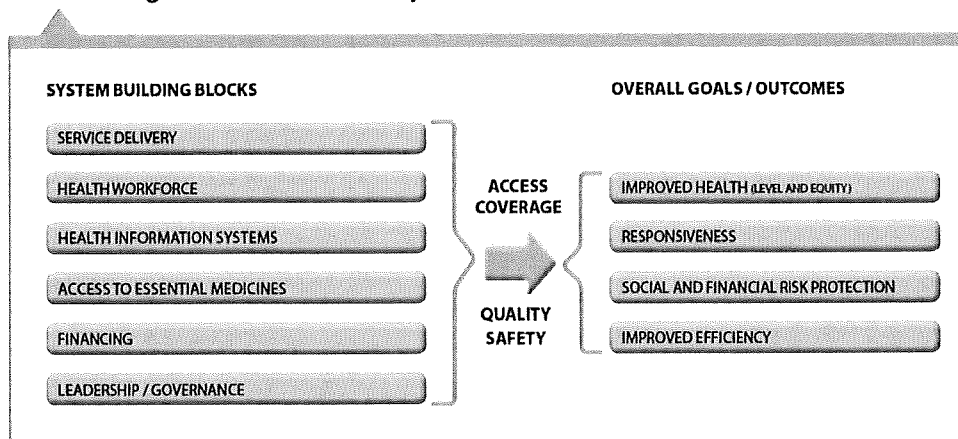 SYSTEM BUILDING BLOCKS
SERVICE DELIVERY
HEALTH WORKFORCE
HEALTH INFORMATION SYSTEMS
ACCESS TO ESSENTIAL MEDICINES
FINANCING
LEADERSHIP / GOVERNANCE
ACCESS
COVERAGE
QUALITY
SAFETY
OVERALL GOALS / OUTCOMES
IMPROVED HEALTH (LEVEL AND EQUITY)
RESPONSIVENESS
SOCIAL AND FINANCIAL RISK PROTECTION
IMPROVED EFFICIENCY